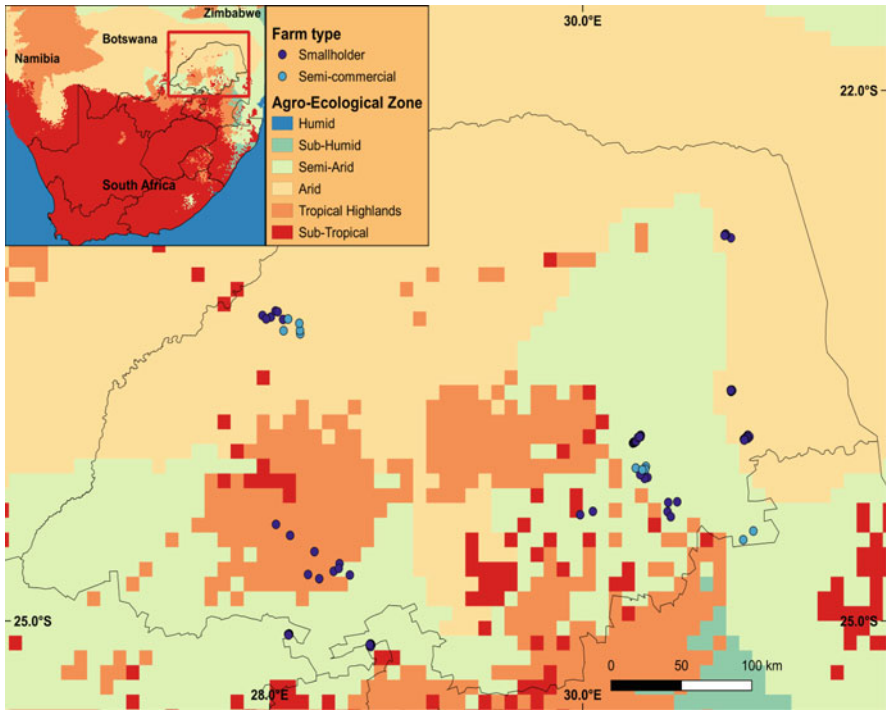 Zimbabwe
Botswana
Namibia
South Africa
Farm type
Smallholder
Semi-commercial
Agro-Ecological Zone
Humid
Sub-Humid
Semi-Arid
Arid
Tropical Highlands
Sub-Tropical
30.0°E
22.0°S
25.0°S
25.0°S
28.0°E
30.0°E
0 50 100 km